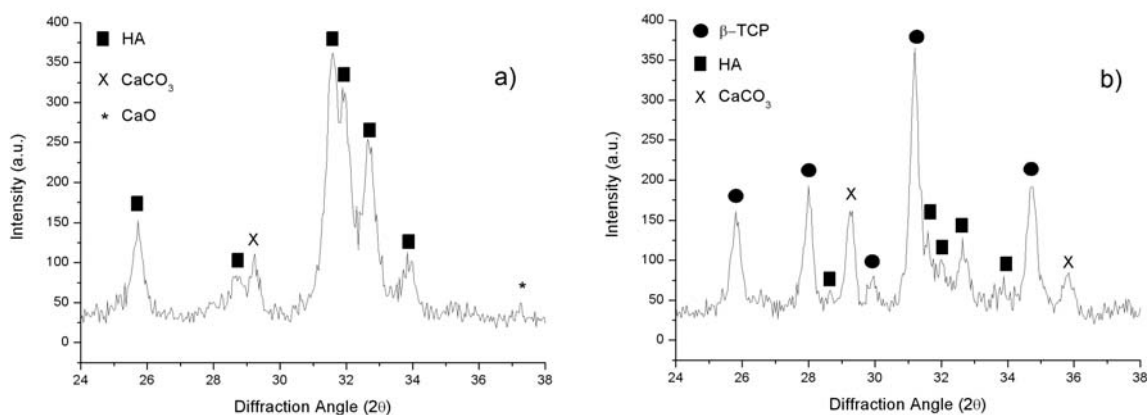 a)
■ HA
X CaCO₃
* CaO
Intensity (a.u.)
400
350
300
250
200
150
100
50
0
X
*
24 26 28 30 32 34 36 38
Diffraction Angle (2θ)
b)
● β-TCP
■ HA
X CaCO₃
Intensity (a.u.)
400
350
300
250
200
150
100
50
0
X
X
24 26 28 30 32 34 36 38
Diffraction Angle (2θ)